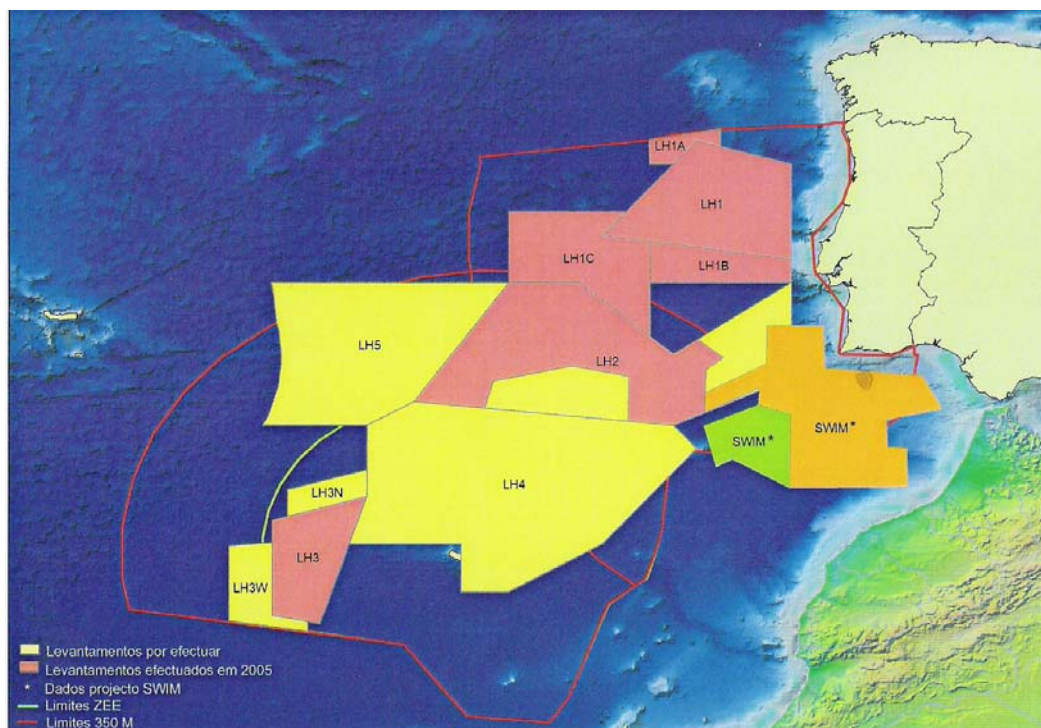 LH1A
LH1
LH1C
LH1B
LH5
LH2
SWIM*
SWIM*
LH3N
LH4
LH3
LH3W
Levantamentos por efectuar
Levantamentos efectuados em 2005
* Dados projecto SWIM
Limites ZEE
Limites 350 M